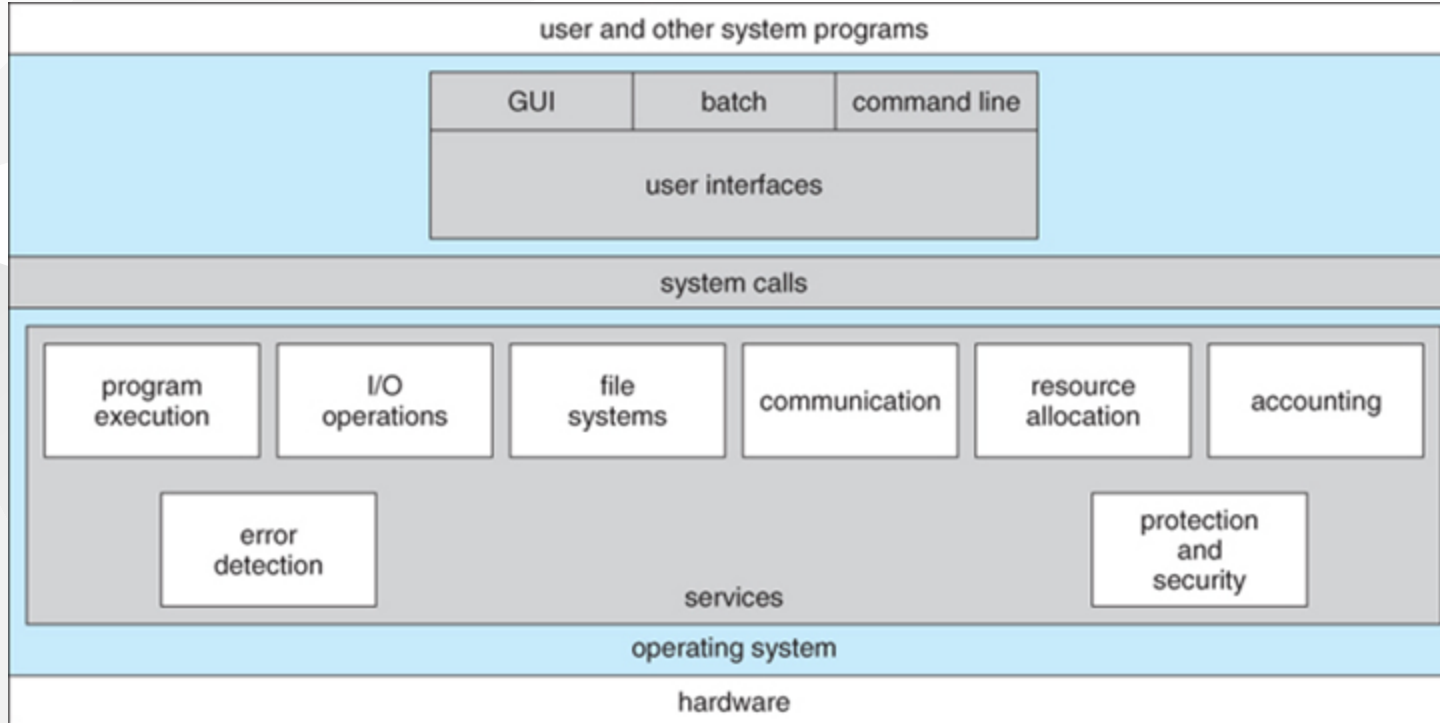 user and other system programs
GUI
batch
command line
user interfaces
system calls
program
execution
I/O
operations
file
systems
communication
resource
allocation
accounting
error
detection
protection
and
security
services
operating system
hardware